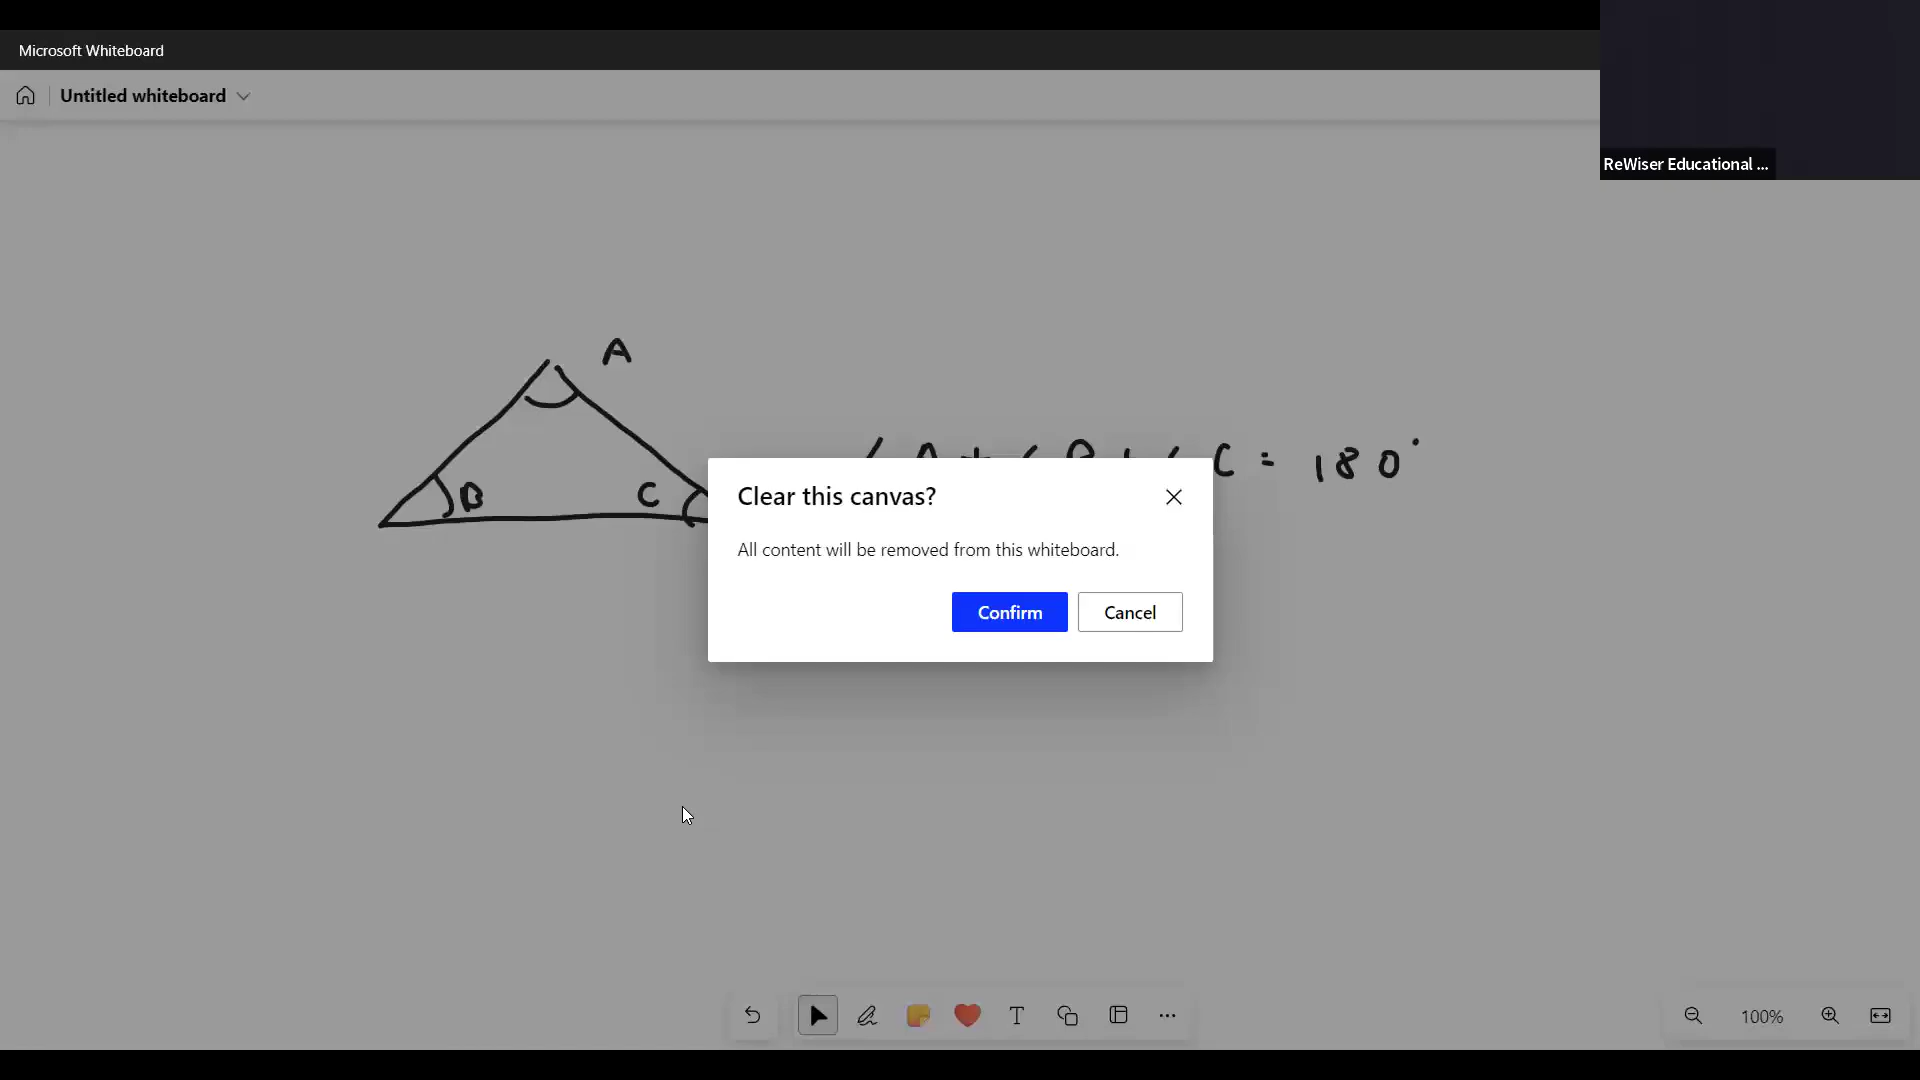 Microsoft Whiteboard
Untitled whiteboard
ReWiser Educational ...
A
B
C
C = 180°
Clear this canvas?
All content will be removed from this whiteboard.
Confirm
Cancel
T
100%